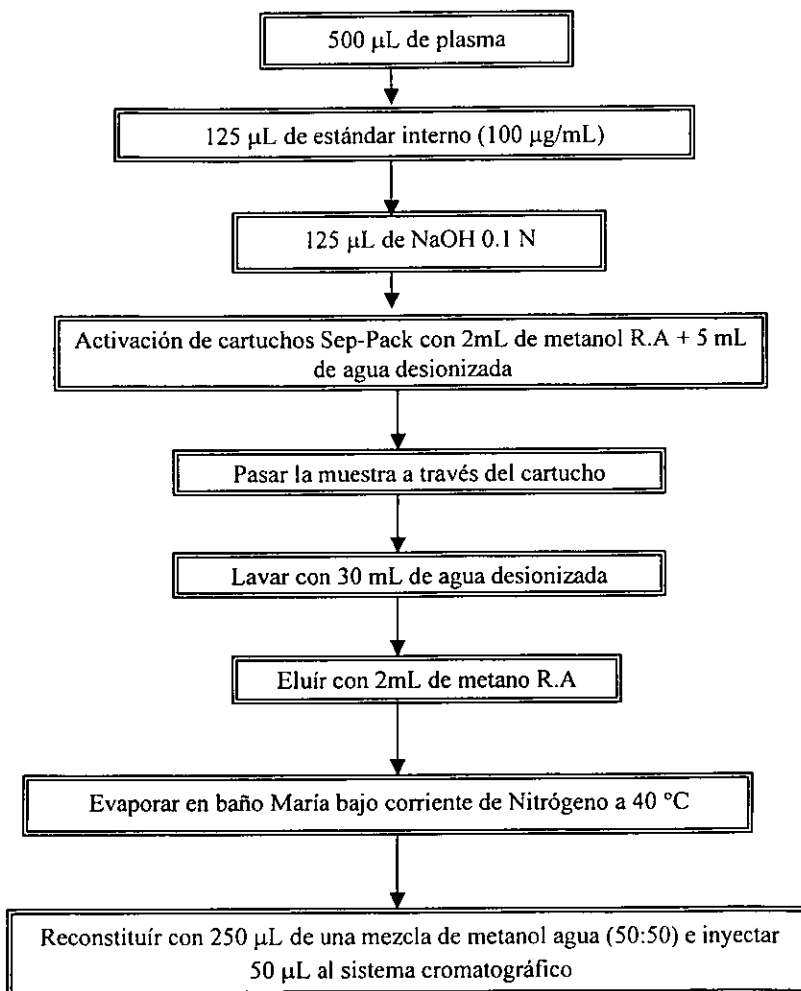 500 µL de plasma
125 µL de estándar interno (100 µg/mL)
125 µL de NaOH 0.1 N
Activación de cartuchos Sep-Pack con 2mL de metanol R.A + 5 mL
de agua desionizada
Pasar la muestra a través del cartucho
Lavar con 30 mL de agua desionizada
Eluír con 2mL de metano R.A
Evaporar en baño María bajo corriente de Nitrógeno a 40 °C
Reconstituír con 250 µL de una mezcla de metanol agua (50:50) e inyectar
50 µL al sistema cromatográfico